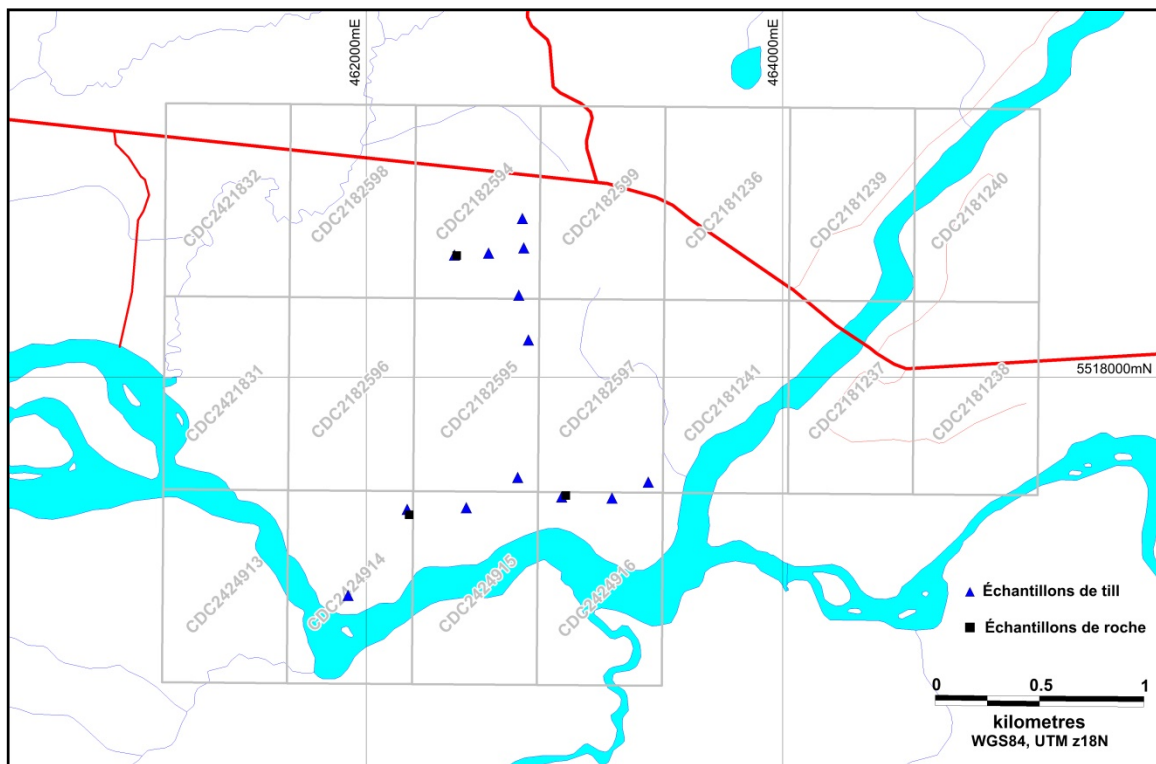 462000mE
464000mE
CDC2421832
CDC2182598
CDC2182594
CDC2182599
CDC2181236
CDC2181239
CDC2181240
5518000mN
CDC2421831
CDC2182596
CDC2182595
CDC2182597
CDC2181241
CDC2181237
CDC2181238
CDC2424913
CDC2424914
CDC2424915
CDC2424916
Échantillons de till
Échantillons de roche
0 0.5 1
kilometres
WGS84, UTM z18N